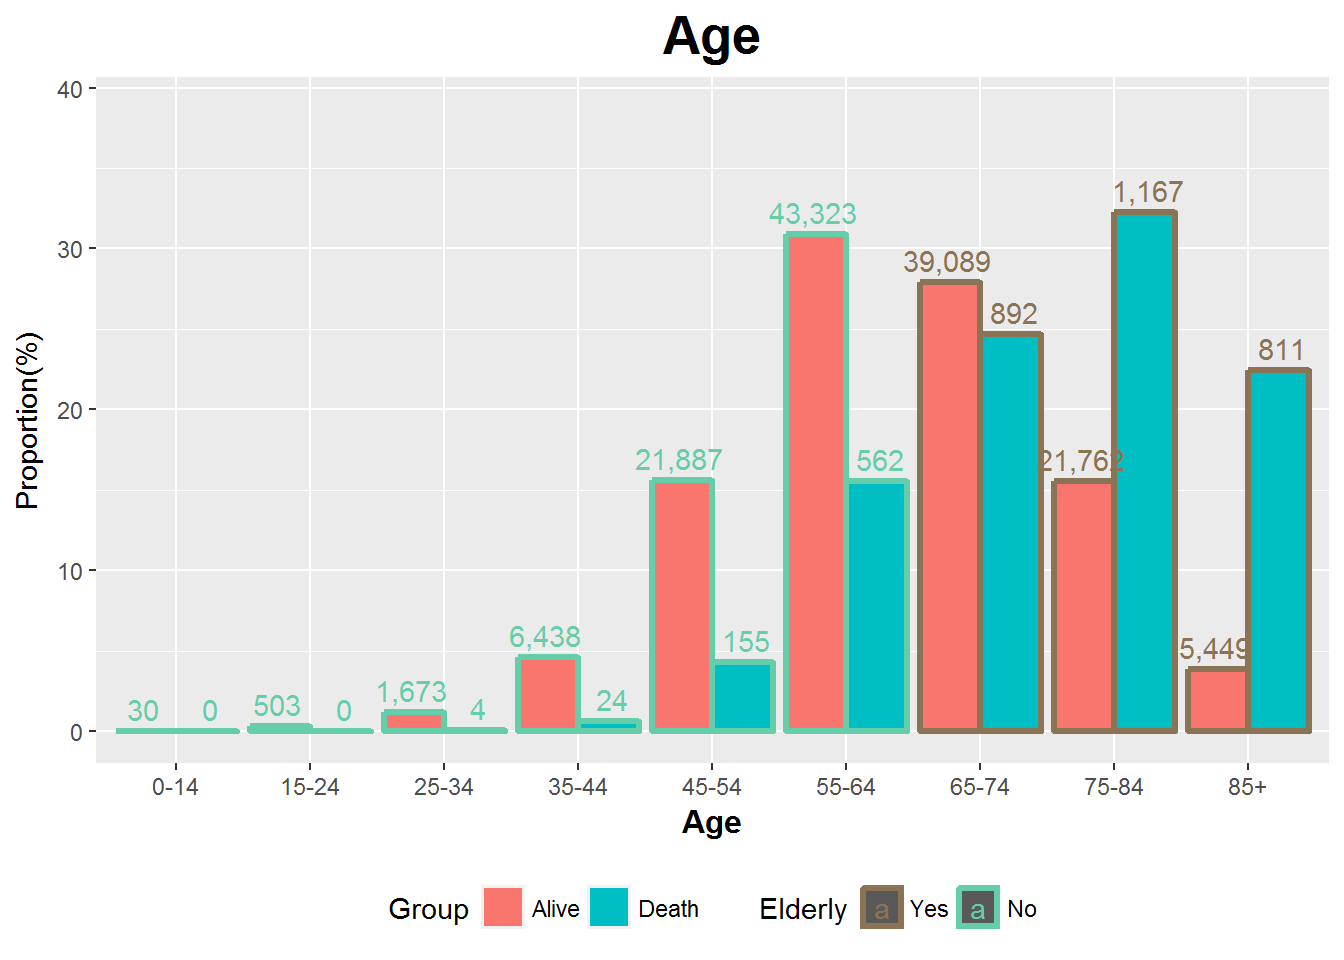 Age
40
30
20
10
0
Proportion(%)
30 0 503 0 1,673 4 6,438 24 21,887 155 43,323 562 39,089 892 21,762 1,167 5,449 811
0-14 15-24 25-34 35-44 45-54 55-64 65-74 75-84 85+
Age
Group Alive Death Elderly a Yes a No